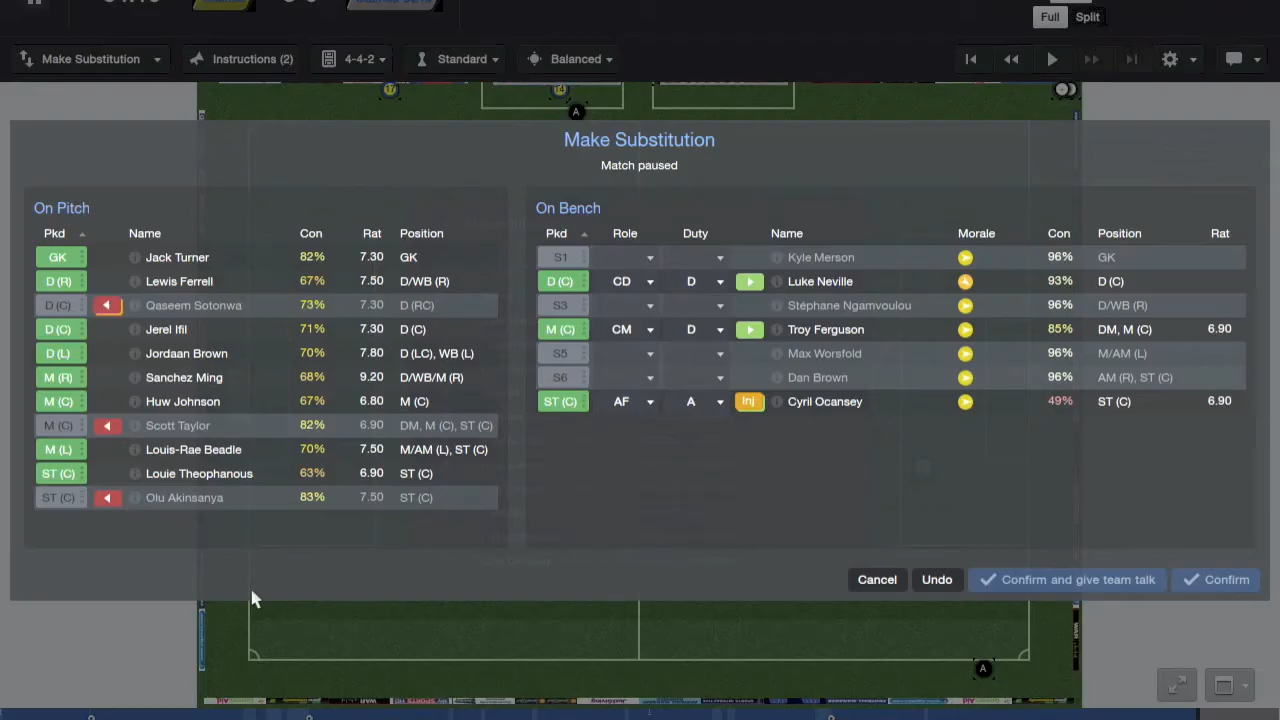 Full Split
Make Substitution Instructions (2) 4-4-2 Standard Balanced
17 14
A
Make Substitution
Match paused
On Pitch On Bench
Pkd Name Con Rat Position Pkd Role Duty Name Morale Con Position Rat
GK Jack Turner 82% 7.30 GK S1 Kyle Merson 96% GK
D (R) Lewis Ferrell 67% 7.50 D/WB (R) D (C) CD D Luke Neville 93% D (C)
D (C) Qaseem Sotonwa 73% 7.30 D (RC) S3 Stéphane Ngamvoulou 96% D/WB (R)
D (C) Jerel Ifil 71% 7.30 D (C) M (C) CM D Troy Ferguson 85% DM, M (C) 6.90
D (L) Jordaan Brown 70% 7.80 D (LC), WB (L) S5 Max Worsfold 96% M/AM (L)
M (R) Sanchez Ming 68% 9.20 D/WB/M (R) S6 Dan Brown 96% AM (R), ST (C)
M (C) Huw Johnson 67% 6.80 M (C) ST (C) AF A Inj Cyril Ocansey 49% ST (C) 6.90
M (C) Scott Taylor 82% 6.90 DM, M (C), ST (C)
M (L) Louis-Rae Beadle 70% 7.50 M/AM (L), ST (C)
ST (C) Louie Theophanous 63% 6.90 ST (C)
ST (C) Olu Akinsanya 83% 7.50 ST (C)
Cancel Undo Confirm and give team talk Confirm
A